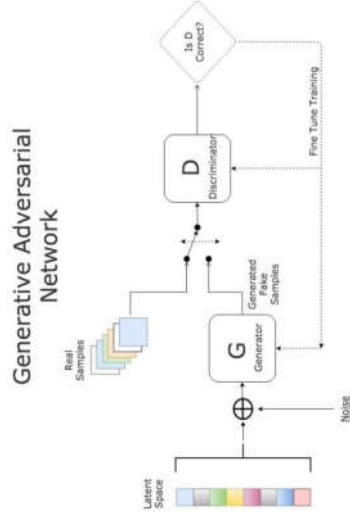 Generative Adversarial
Network
Real
Samples
Latent
Space
Noise
G
Generator
Generated
Fake
Samples
D
Discriminator
Is D
Correct?
Fine Tune Training